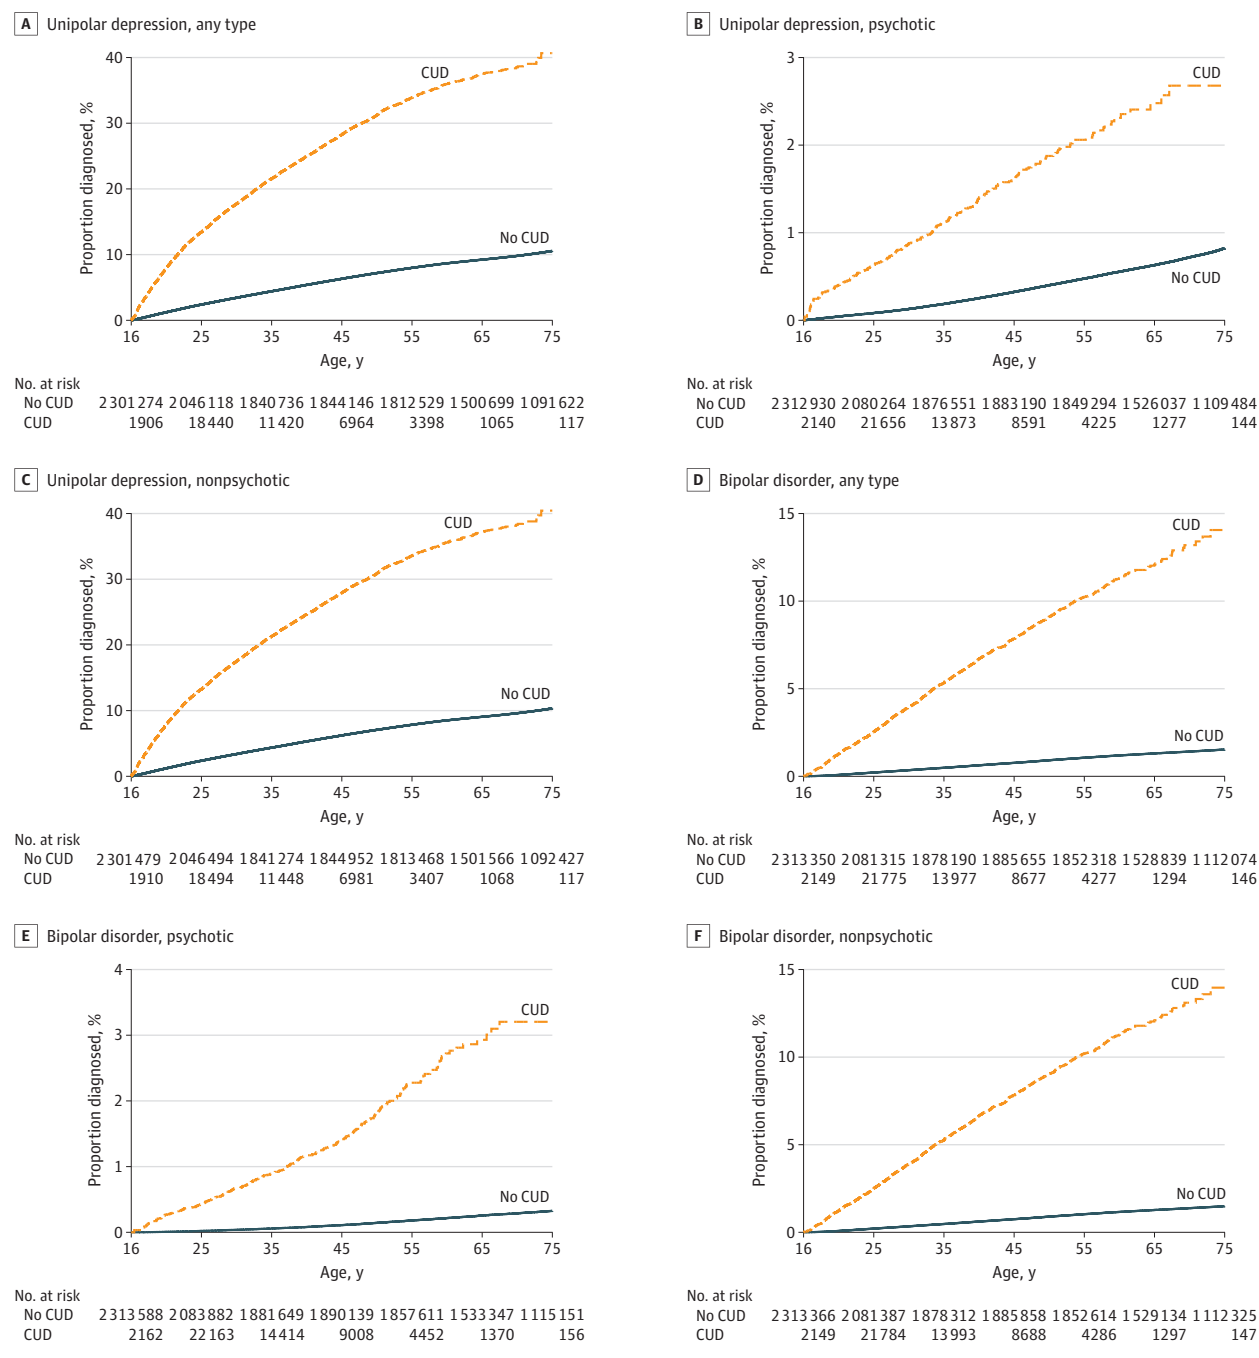 A Unipolar depression, any type
40
30
20
10
0
Proportion diagnosed, %
CUD
No CUD
16 25 35 45 55 65 75
Age, y
No. at risk
No CUD 2 301 274 2 046 118 1 840 736 1 844 146 1 812 529 1 500 699 1 091 622
CUD 1906 18 440 11 420 6964 3398 1065 117
B Unipolar depression, psychotic
3
2
1
0
Proportion diagnosed, %
CUD
No CUD
16 25 35 45 55 65 75
Age, y
No. at risk
No CUD 2 312 930 2 080 264 1 876 551 1 883 190 1 849 294 1 526 037 1 109 484
CUD 2140 21 656 13 873 8591 4225 1277 144
C Unipolar depression, nonpsychotic
40
30
20
10
0
Proportion diagnosed, %
CUD
No CUD
16 25 35 45 55 65 75
Age, y
No. at risk
No CUD 2 301 479 2 046 494 1 841 274 1 844 952 1 813 468 1 501 566 1 092 427
CUD 1910 18 494 11 448 6981 3407 1068 117
D Bipolar disorder, any type
15
10
5
0
Proportion diagnosed, %
CUD
No CUD
16 25 35 45 55 65 75
Age, y
No. at risk
No CUD 2 313 350 2 081 315 1 878 190 1 885 655 1 852 318 1 528 839 1 112 074
CUD 2149 21 775 13 977 8677 4277 1294 146
E Bipolar disorder, psychotic
4
3
2
1
0
Proportion diagnosed, %
CUD
No CUD
16 25 35 45 55 65 75
Age, y
No. at risk
No CUD 2 313 588 2 083 882 1 881 649 1 890 139 1 857 611 1 533 347 1 115 151
CUD 2162 22 163 14 414 9008 4452 1370 156
F Bipolar disorder, nonpsychotic
15
10
5
0
Proportion diagnosed, %
CUD
No CUD
16 25 35 45 55 65 75
Age, y
No. at risk
No CUD 2 313 366 2 081 387 1 878 312 1 885 858 1 852 614 1 529 134 1 112 325
CUD 2149 21 784 13 993 8688 4286 1297 147